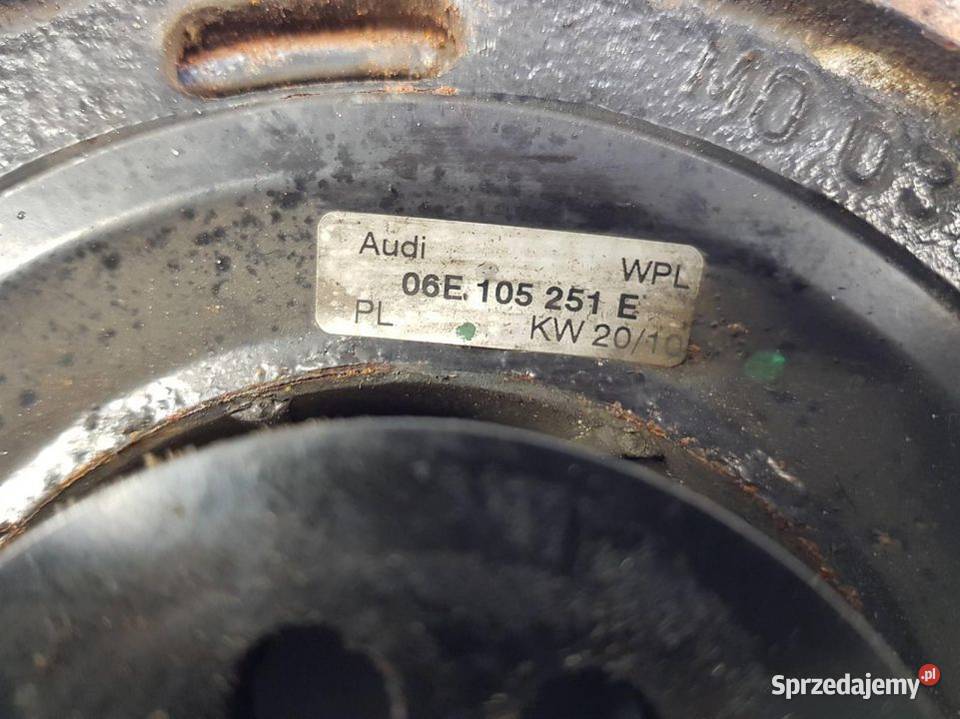 MO.03
Audi WPL
06E.105 251 E
PL KW 20/10
Sprzedajemy.pl